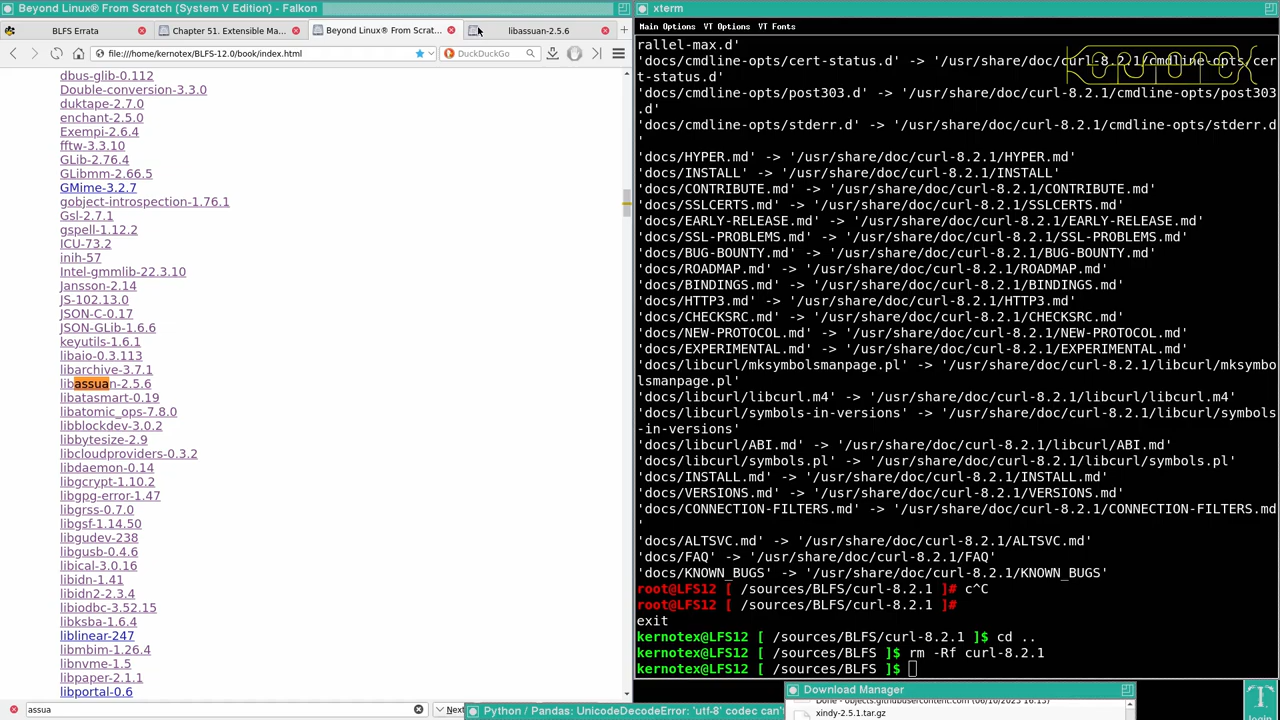 Beyond Linux® From Scratch (System V Edition) - Falkon
BLFS Errata
Chapter 51. Extensible Ma...
Beyond Linux® From Scrat...
libassuan-2.5.6
file:///home/kernotex/BLFS-12.0/book/index.html
DuckDuckGo
dbus-glib-0.112
Double-conversion-3.3.0
duktape-2.7.0
enchant-2.5.0
Exempi-2.6.4
fftw-3.3.10
GLib-2.76.4
GLibmm-2.66.5
GMime-3.2.7
gobject-introspection-1.76.1
Gsl-2.7.1
gspell-1.12.2
ICU-73.2
inih-57
Intel-gmmlib-22.3.10
Jansson-2.14
JS-102.13.0
JSON-C-0.17
JSON-GLib-1.6.6
keyutils-1.6.1
libaio-0.3.113
libarchive-3.7.1
libassuan-2.5.6
libatasmart-0.19
libatomic_ops-7.8.0
libblockdev-3.0.2
libbytesize-2.9
libcloudproviders-0.3.2
libdaemon-0.14
libgcrypt-1.10.2
libgpg-error-1.47
libgrss-0.7.0
libgsf-1.14.50
libgudev-238
libgusb-0.4.6
libical-3.0.16
libidn-1.41
libidn2-2.3.4
libiodbc-3.52.15
libksba-1.6.4
liblinear-247
libmbim-1.26.4
libnvme-1.5
libpaper-2.1.1
libportal-0.6
assua
Next
xterm
Main Options VT Options VT Fonts
rallel-max.d'
'docs/cmdline-opts/cert-status.d' -> '/usr/share/doc/curl-8.2.1/cmdline-opts/cer
t-status.d'
'docs/cmdline-opts/post303.d' -> '/usr/share/doc/curl-8.2.1/cmdline-opts/post303
.d'
'docs/cmdline-opts/stderr.d' -> '/usr/share/doc/curl-8.2.1/cmdline-opts/stderr.d
'
'docs/HYPER.md' -> '/usr/share/doc/curl-8.2.1/HYPER.md'
'docs/INSTALL' -> '/usr/share/doc/curl-8.2.1/INSTALL'
'docs/CONTRIBUTE.md' -> '/usr/share/doc/curl-8.2.1/CONTRIBUTE.md'
'docs/SSLCERTS.md' -> '/usr/share/doc/curl-8.2.1/SSLCERTS.md'
'docs/EARLY-RELEASE.md' -> '/usr/share/doc/curl-8.2.1/EARLY-RELEASE.md'
'docs/SSL-PROBLEMS.md' -> '/usr/share/doc/curl-8.2.1/SSL-PROBLEMS.md'
'docs/BUG-BOUNTY.md' -> '/usr/share/doc/curl-8.2.1/BUG-BOUNTY.md'
'docs/ROADMAP.md' -> '/usr/share/doc/curl-8.2.1/ROADMAP.md'
'docs/BINDINGS.md' -> '/usr/share/doc/curl-8.2.1/BINDINGS.md'
'docs/HTTP3.md' -> '/usr/share/doc/curl-8.2.1/HTTP3.md'
'docs/CHECKSRC.md' -> '/usr/share/doc/curl-8.2.1/CHECKSRC.md'
'docs/NEW-PROTOCOL.md' -> '/usr/share/doc/curl-8.2.1/NEW-PROTOCOL.md'
'docs/EXPERIMENTAL.md' -> '/usr/share/doc/curl-8.2.1/EXPERIMENTAL.md'
'docs/libcurl/mksymbolsmanpage.pl' -> '/usr/share/doc/curl-8.2.1/libcurl/mksymbo
lsmanpage.pl'
'docs/libcurl/libcurl.m4' -> '/usr/share/doc/curl-8.2.1/libcurl/libcurl.m4'
'docs/libcurl/symbols-in-versions' -> '/usr/share/doc/curl-8.2.1/libcurl/symbols
-in-versions'
'docs/libcurl/ABI.md' -> '/usr/share/doc/curl-8.2.1/libcurl/ABI.md'
'docs/libcurl/symbols.pl' -> '/usr/share/doc/curl-8.2.1/libcurl/symbols.pl'
'docs/INSTALL.md' -> '/usr/share/doc/curl-8.2.1/INSTALL.md'
'docs/VERSIONS.md' -> '/usr/share/doc/curl-8.2.1/VERSIONS.md'
'docs/CONNECTION-FILTERS.md' -> '/usr/share/doc/curl-8.2.1/CONNECTION-FILTERS.md
'
'docs/ALTSVC.md' -> '/usr/share/doc/curl-8.2.1/ALTSVC.md'
'docs/FAQ' -> '/usr/share/doc/curl-8.2.1/FAQ'
'docs/KNOWN_BUGS' -> '/usr/share/doc/curl-8.2.1/KNOWN_BUGS'
root@LFS12 [ /sources/BLFS/curl-8.2.1 ]# c^C
root@LFS12 [ /sources/BLFS/curl-8.2.1 ]#
exit
kernotex@LFS12 [ /sources/BLFS/curl-8.2.1 ]$ cd ..
kernotex@LFS12 [ /sources/BLFS ]$ rm -Rf curl-8.2.1
kernotex@LFS12 [ /sources/BLFS ]$
Download Manager
Done - objects.githubusercontent.com (06/10/2023 16:13)
xindy-2.5.1.tar.gz
Python / Pandas: UnicodeDecodeError: 'utf-8' codec can't